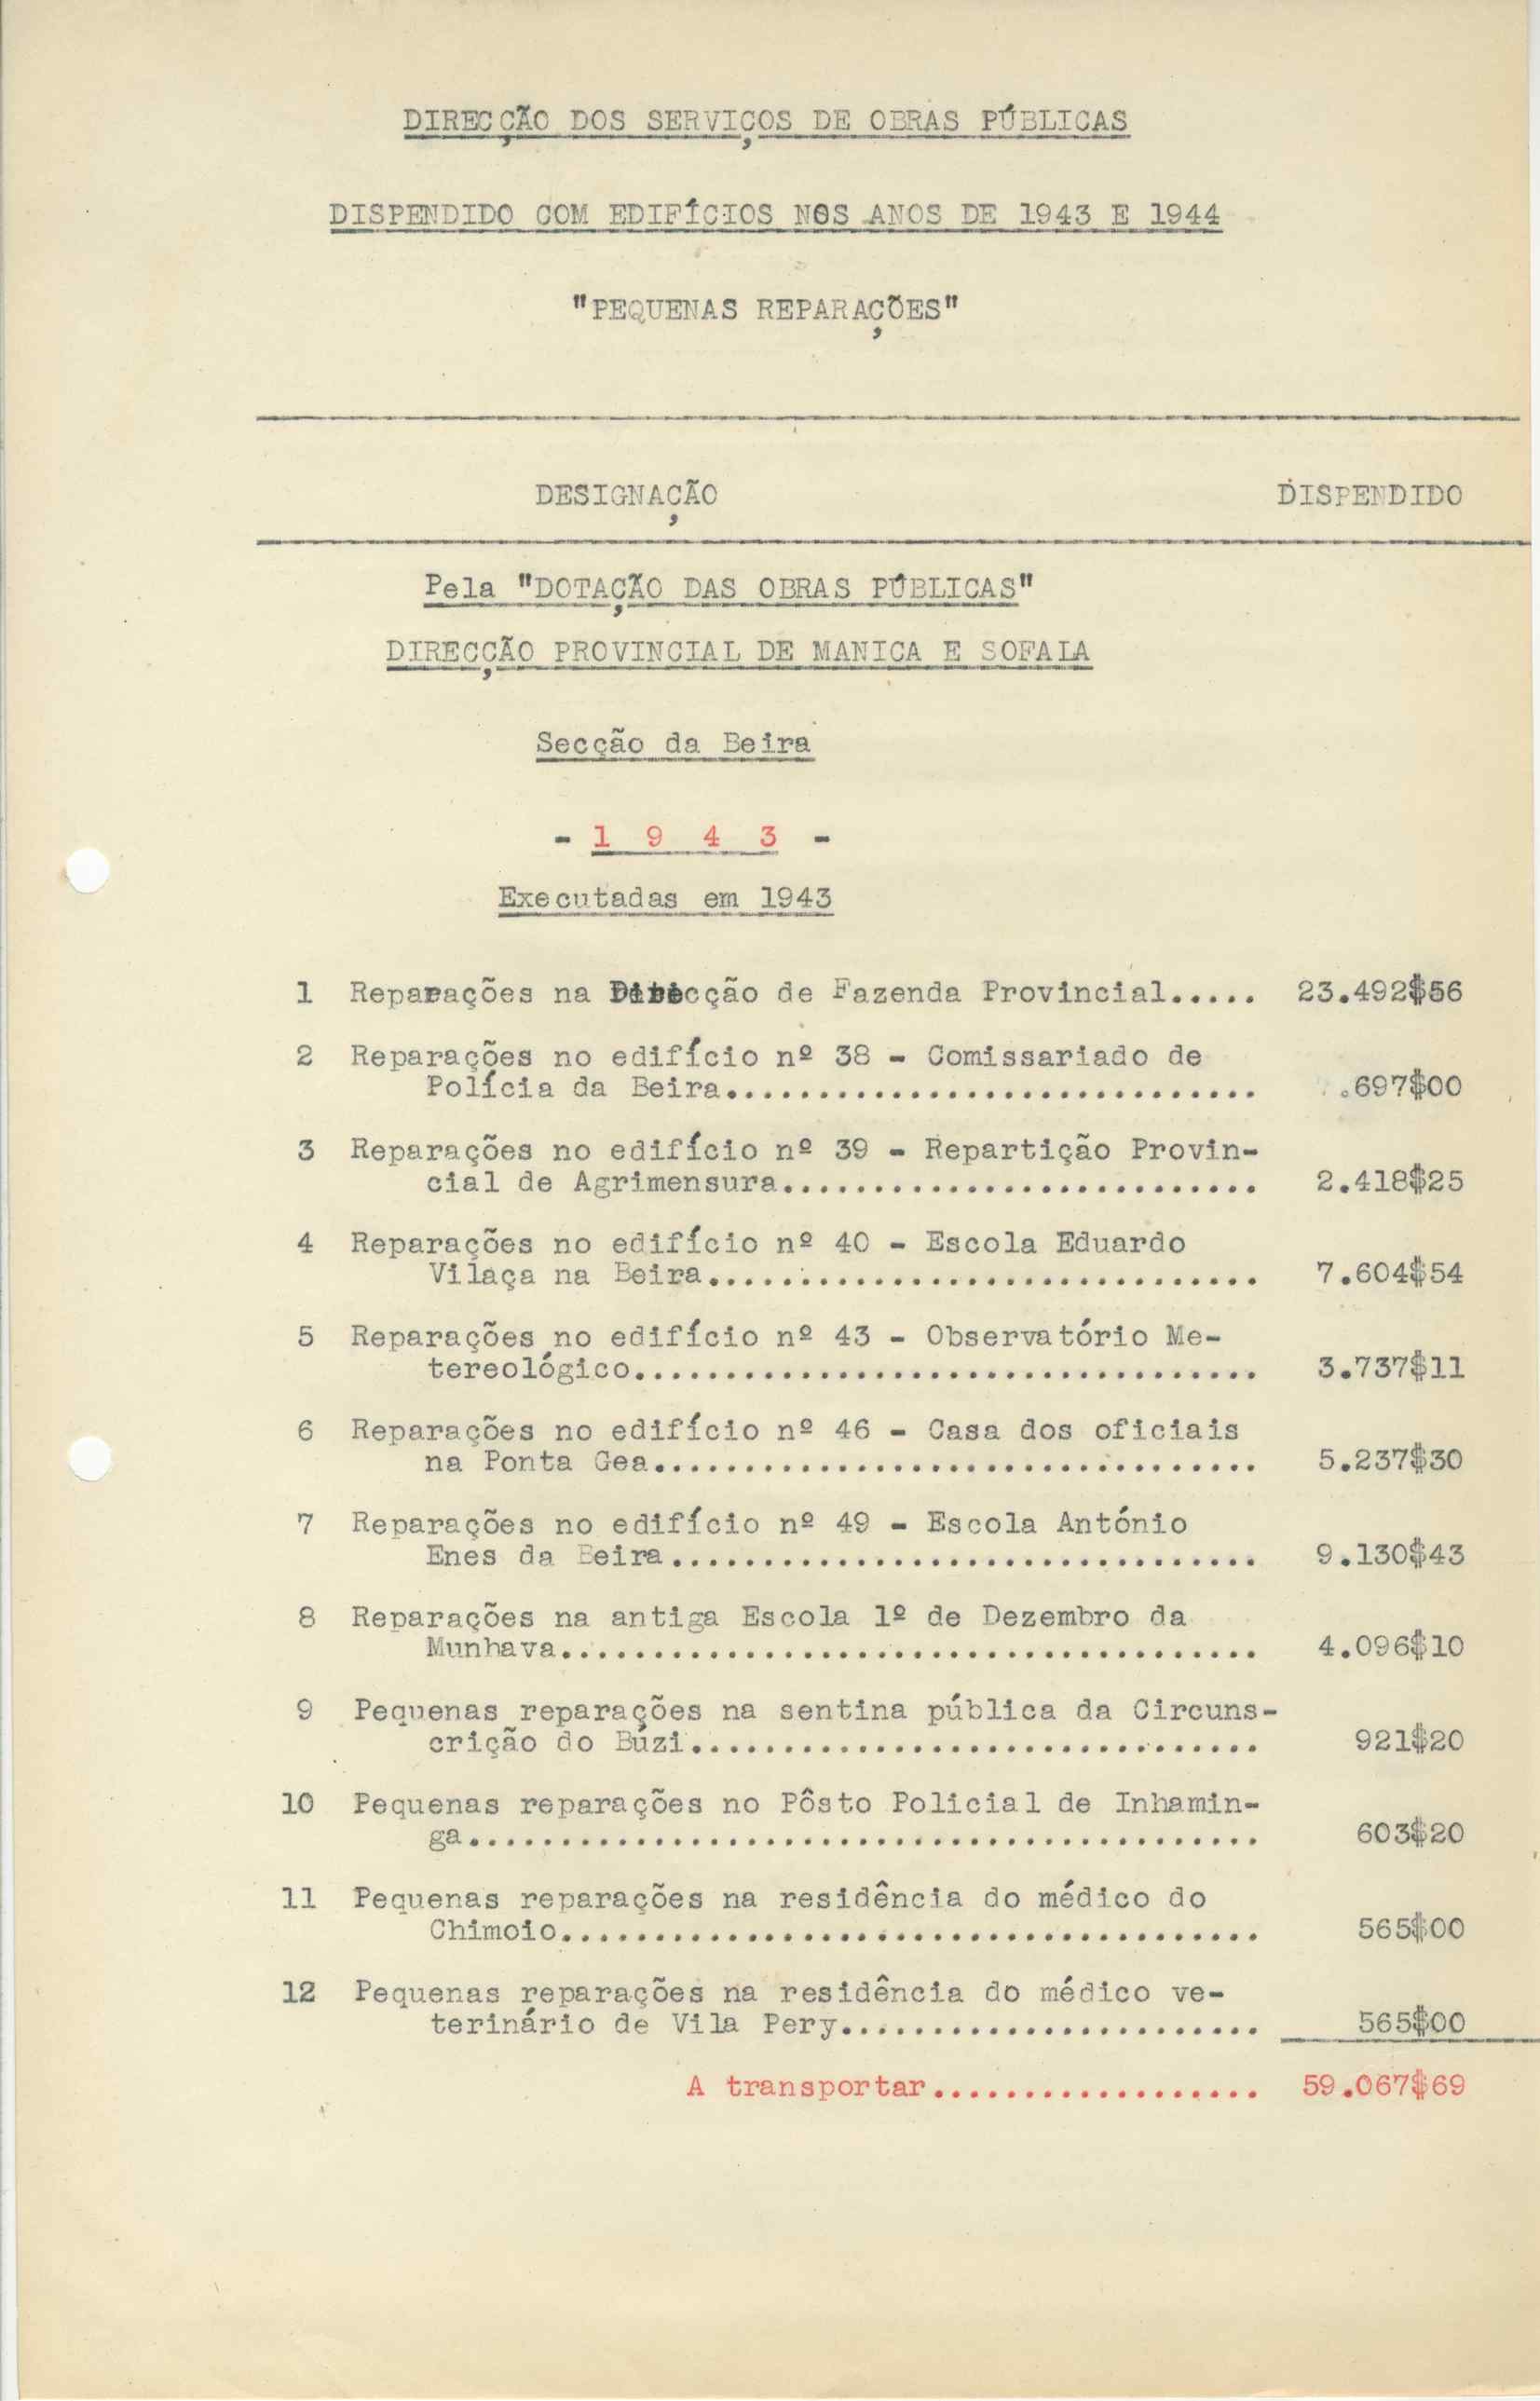 DIRECÇÃO DOS SERVIÇOS DE OBRAS PÚBLICAS
DISPENDIDO COM EDIFÍCIOS NOS ANOS DE 1943 E 1944
"PEQUENAS REPARAÇÕES"
DESIGNAÇÃO DISPENDIDO
Pela "DOTAÇÃO DAS OBRAS PÚBLICAS"
DIRECÇÃO PROVINCIAL DE MANICA E SOFALA
Secção da Beira
- 1 9 4 3 -
Executadas em 1943
1 Reparações na Direcção de Fazenda Provincial..... 23.492$56
2 Reparações no edifício nº 38 - Comissariado de
Polícia da Beira............................. .697$00
3 Reparações no edifício nº 39 - Repartição Provin-
cial de Agrimensura.......................... 2.418$25
4 Reparações no edifício nº 40 - Escola Eduardo
Vilaça na Beira.............................. 7.604$54
5 Reparações no edifício nº 43 - Observatório Me-
tereológico.................................. 3.737$11
6 Reparações no edifício nº 46 - Casa dos oficiais
na Ponta Gea................................. 5.237$30
7 Reparações no edifício nº 49 - Escola António
Enes da Beira................................ 9.130$43
8 Reparações na antiga Escola 1º de Dezembro da
Munhava...................................... 4.096$10
9 Pequenas reparações na sentina pública da Circuns-
crição do Búzi............................... 921$20
10 Pequenas reparações no Pôsto Policial de Inhamin-
ga........................................... 603$20
11 Pequenas reparações na residência do médico do
Chimoio...................................... 565$00
12 Pequenas reparações na residência do médico ve-
terinário de Vila Pery....................... 565$00
A transportar.................. 59.067$69